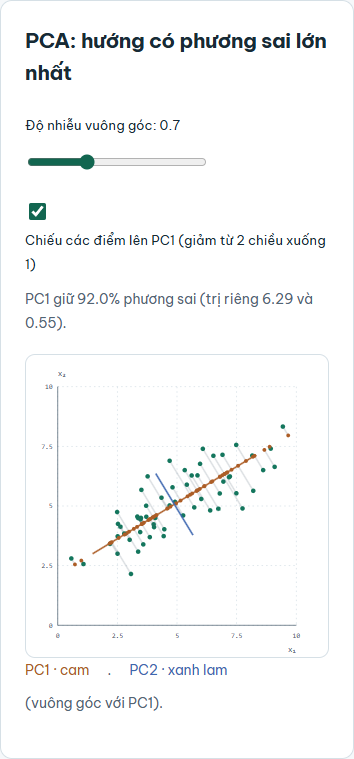 PCA: hướng có phương sai lớn
nhất
Độ nhiễu vuông góc: 0.7
Chiếu các điểm lên PC1 (giảm từ 2 chiều xuống
1)
PC1 giữ 92.0% phương sai (trị riêng 6.29 và
0.55).
x₂
10
7.5
5
2.5
0
0 2.5 5 7.5 10
x₁
PC1 · cam . PC2 · xanh lam
(vuông góc với PC1).